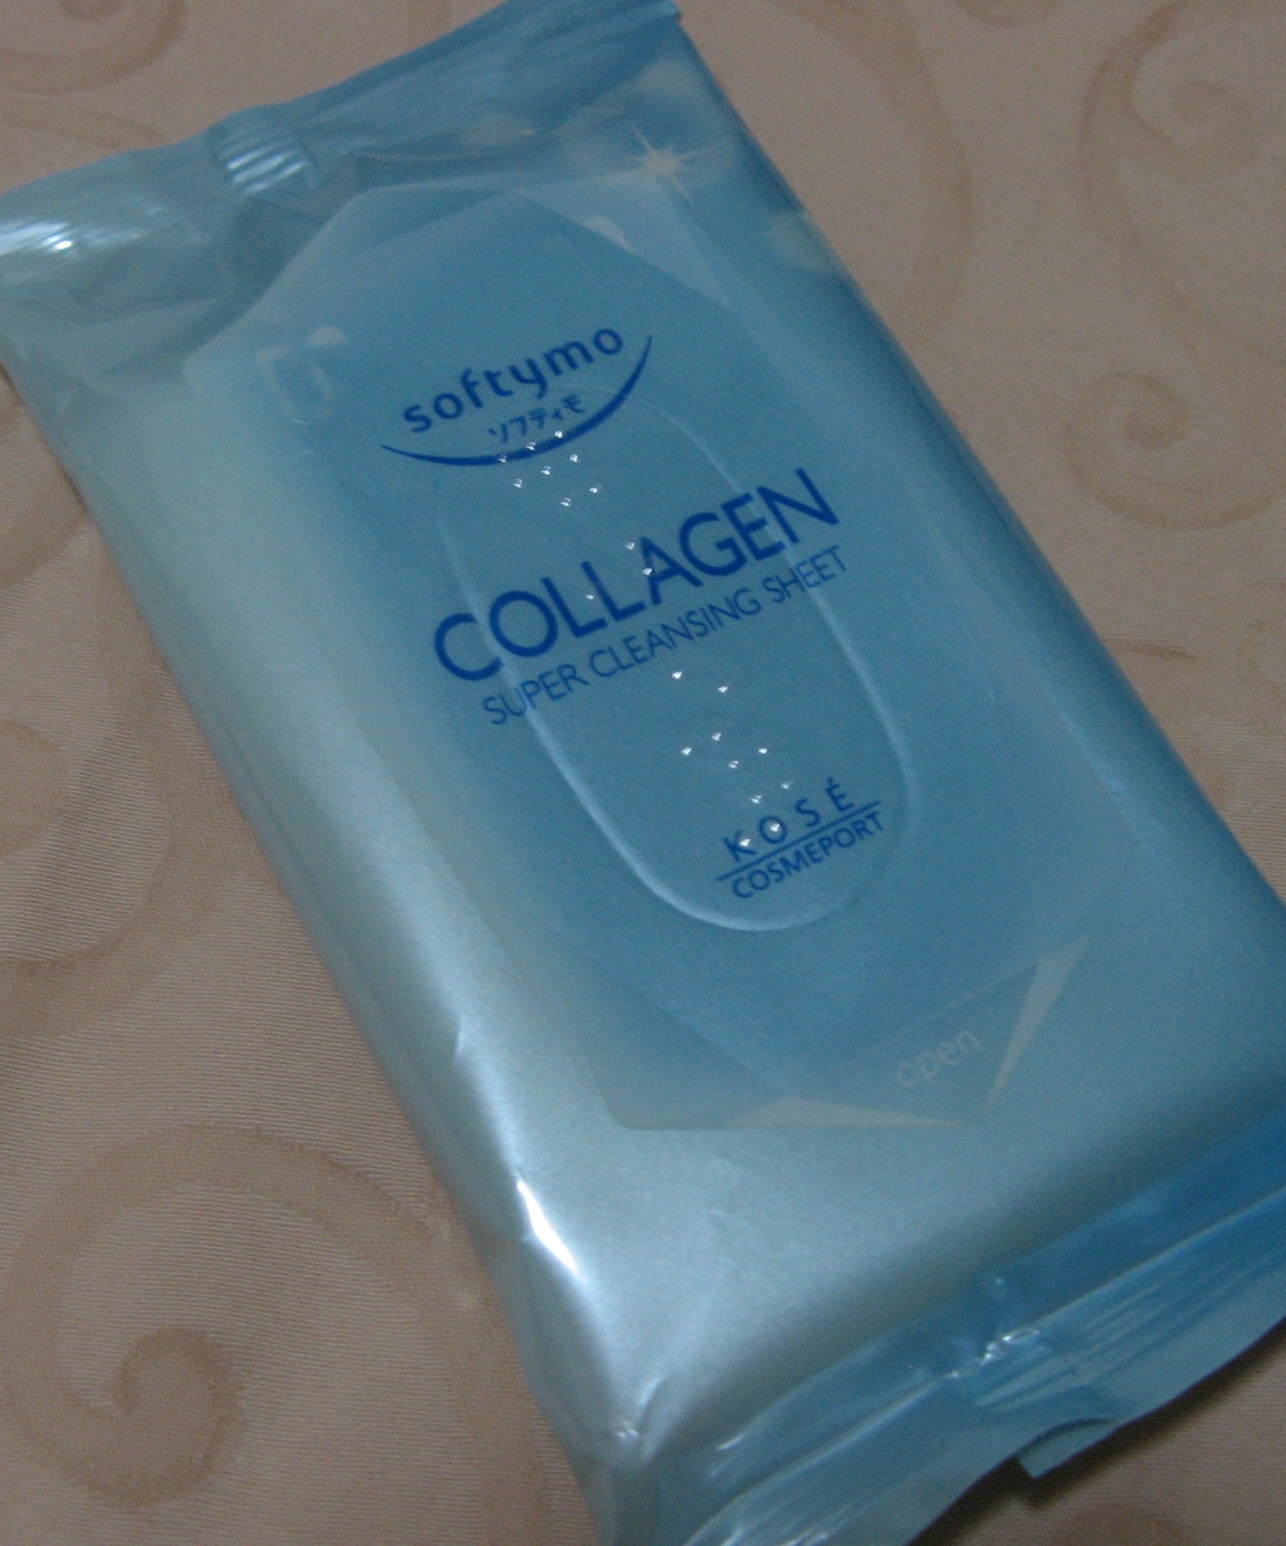 softymo
ソフティモ
COLLAGEN
SUPER CLEANSING SHEET
KOSÉ
COSMEPORT
open